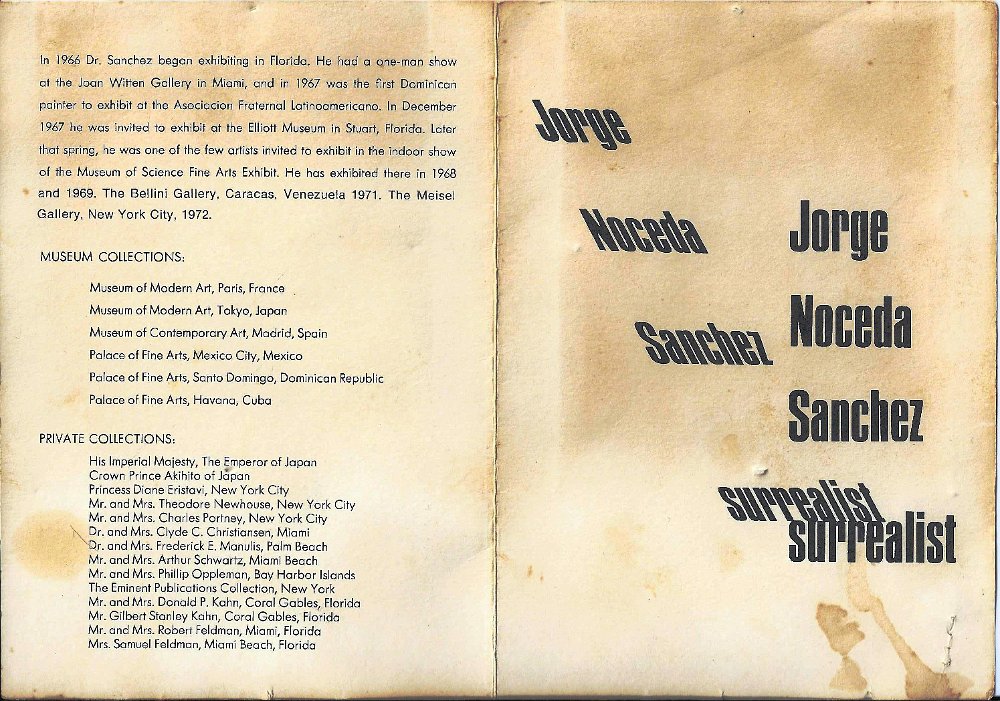 In 1966 Dr. Sanchez began exhibiting in Florida. He had a one-man show
at the Joan Witten Gallery in Miami, and in 1967 was the first Dominican
painter to exhibit at the Asociacion Fraternal Latinoamericano. In December
1967 he was invited to exhibit at the Elliott Museum in Stuart, Florida. Later
that spring, he was one of the few artists invited to exhibit in the indoor show
of the Museum of Science Fine Arts Exhibit. He has exhibited there in 1968
and 1969. The Bellini Gallery, Caracas, Venezuela 1971. The Meisel
Gallery, New York City, 1972.
MUSEUM COLLECTIONS:
Museum of Modern Art, Paris, France
Museum of Modern Art, Tokyo, Japan
Museum of Contemporary Art, Madrid, Spain
Palace of Fine Arts, Mexico City, Mexico
Palace of Fine Arts, Santo Domingo, Dominican Republic
Palace of Fine Arts, Havana, Cuba
PRIVATE COLLECTIONS:
His Imperial Majesty, The Emperor of Japan
Crown Prince Akihito of Japan
Princess Diane Eristavi, New York City
Mr. and Mrs. Theodore Newhouse, New York City
Mr. and Mrs. Charles Portney, New York City
Dr. and Mrs. Clyde C. Christiansen, Miami
Dr. and Mrs. Frederick E. Manulis, Palm Beach
Mr. and Mrs. Arthur Schwartz, Miami Beach
Mr. and Mrs. Phillip Oppleman, Bay Harbor Islands
The Eminent Publications Collection, New York
Mr. and Mrs. Donald P. Kahn, Coral Gables, Florida
Mr. Gilbert Stanley Kahn, Coral Gables, Florida
Mr. and Mrs. Robert Feldman, Miami, Florida
Mrs. Samuel Feldman, Miami Beach, Florida
Jorge
Noceda
Sanchez
surrealist
Jorge
Noceda
Sanchez
surrealist